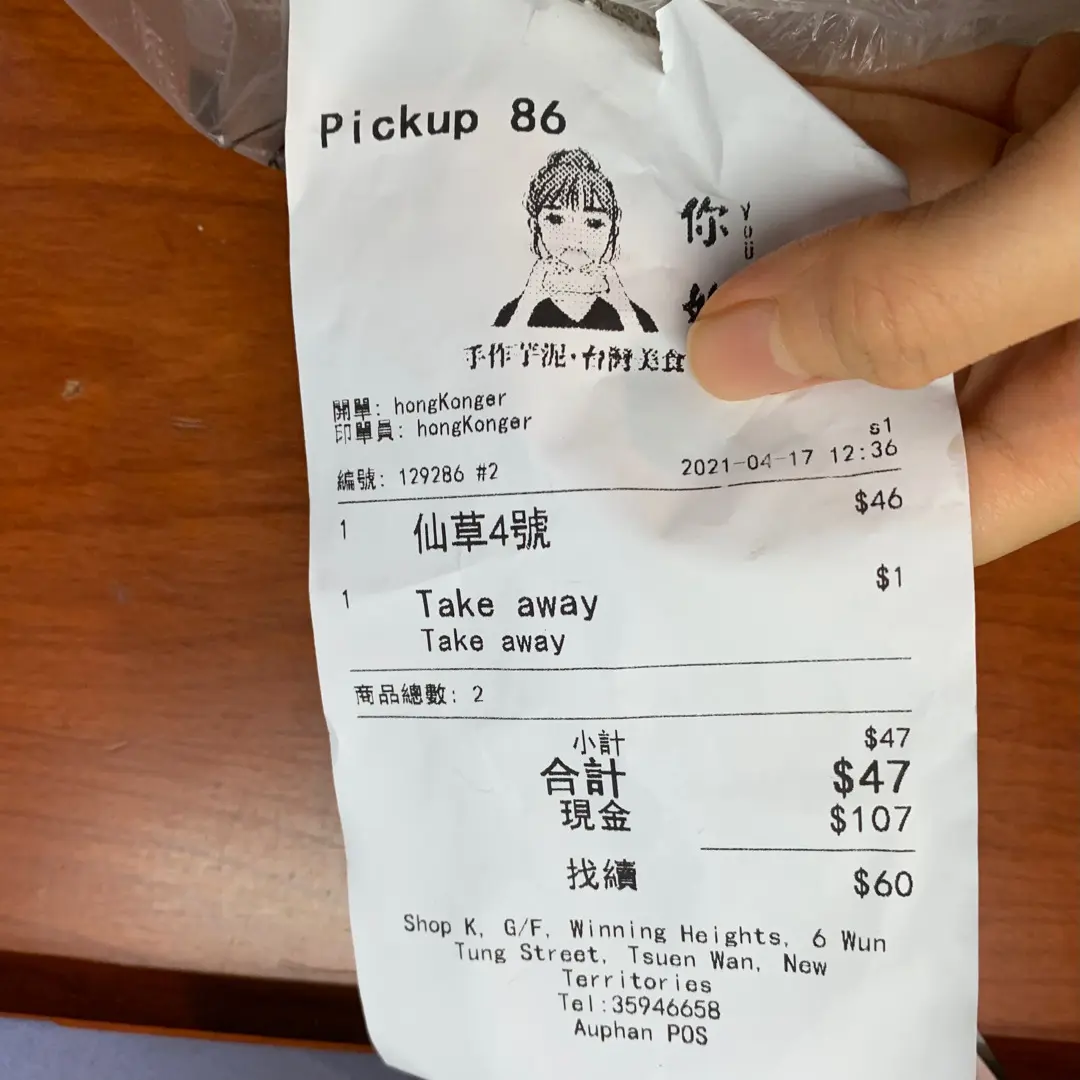 Pickup 86
你 YOU
手作芋泥·台灣美食
開單: hongKonger
印單員: hongKonger
s1
編號: 129286 #2 2021-04-17 12:36
1 仙草4號 $46
1 Take away $1
Take away
商品總數: 2
小計 $47
合計 $47
現金 $107
找續 $60
Shop K, G/F, Winning Heights, 6 Wun
Tung Street, Tsuen Wan, New
Territories
Tel:35946658
Auphan POS